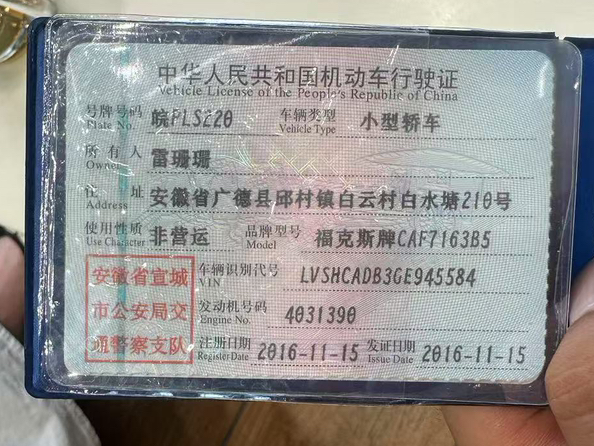 中华人民共和国机动车行驶证
Vehicle License of the People's Republic of China
号牌号码 Plate No. 皖PLS220 车辆类型 Vehicle Type 小型轿车
所有人 Owner 雷珊珊
住址 Address 安徽省广德县邱村镇白云村白水塘210号
使用性质 Use Character 非营运 品牌型号 Model 福克斯牌CAF7163B5
安徽省宣城 车辆识别代号 VIN LVSHCADB3GE945584
市公安局交 发动机号码 Engine No. 4031390
通警察支队 注册日期 Register Date 2016-11-15 发证日期 Issue Date 2016-11-15